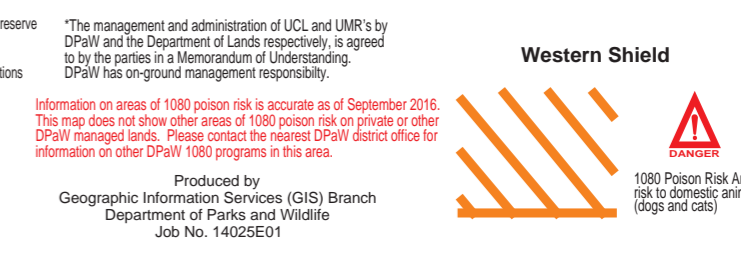 reserve
*The management and administration of UCL and UMR's by
DPaW and the Department of Lands respectively, is agreed
to by the parties in a Memorandum of Understanding.
DPaW has on-ground management responsibilty.
Information on areas of 1080 poison risk is accurate as of September 2016.
This map does not show other areas of 1080 poison risk on private or other
DPaW managed lands. Please contact the nearest DPaW district office for
information on other DPaW 1080 programs in this area.
Produced by
Geographic Information Services (GIS) Branch
Department of Parks and Wildlife
Job No. 14025E01
Western Shield
DANGER
1080 Poison Risk
risk to domestic
(dogs and cats)